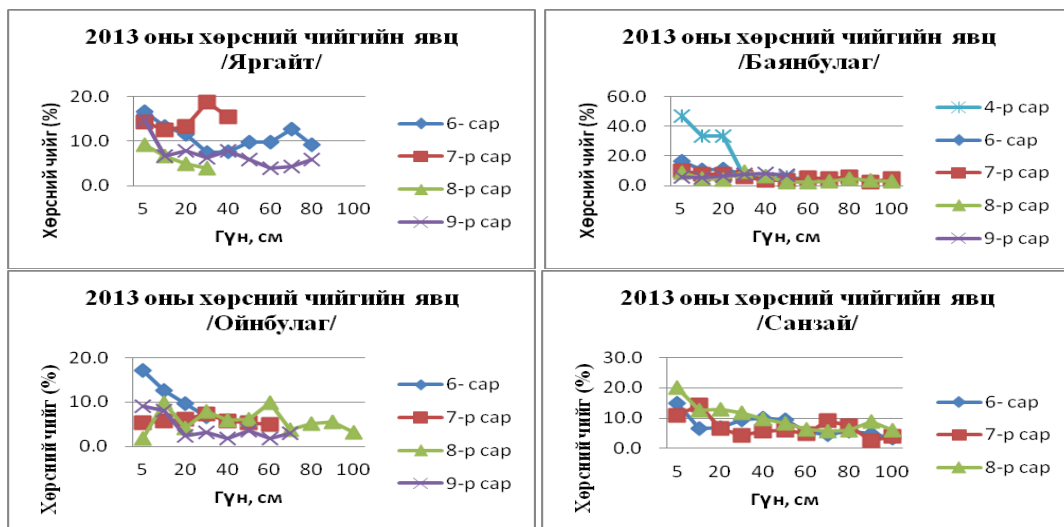 2013 оны хөрсний чийгийн явц
/Яргайт/
Хөрсний чийг (%)
20.0
10.0
0.0
5 20 40 60 80 100
Гүн, см
6- сар
7-р сар
8-р сар
9-р сар
2013 оны хөрсний чийгийн явц
/Баянбулаг/
Хөрсний чийг (%)
60.0
40.0
20.0
0.0
5 20 40 60 80 100
Гүн, см
4-р сар
6- сар
7-р сар
8-р сар
9-р сар
2013 оны хөрсний чийгийн явц
/Ойнбулаг/
Хөрсний чийг (%)
20.0
10.0
0.0
5 20 40 60 80 100
Гүн, см
6- сар
7-р сар
8-р сар
9-р сар
2013 оны хөрсний чийгийн явц
/Санзай/
Хөрсний чийг (%)
30.0
20.0
10.0
0.0
5 20 40 60 80 100
Гүн, см
6- сар
7-р сар
8-р сар